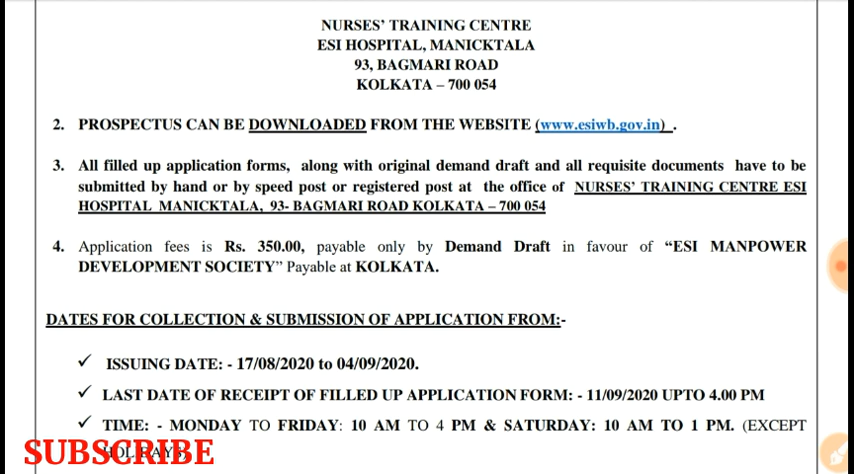 NURSES’ TRAINING CENTRE
ESI HOSPITAL, MANICKTALA
93, BAGMARI ROAD
KOLKATA – 700 054
2. PROSPECTUS CAN BE DOWNLOADED FROM THE WEBSITE (www.esiwb.gov.in) .
3. All filled up application forms, along with original demand draft and all requisite documents have to be
submitted by hand or by speed post or registered post at the office of NURSES’ TRAINING CENTRE ESI
HOSPITAL MANICKTALA, 93- BAGMARI ROAD KOLKATA – 700 054
4. Application fees is Rs. 350.00, payable only by Demand Draft in favour of “ESI MANPOWER
DEVELOPMENT SOCIETY” Payable at KOLKATA.
DATES FOR COLLECTION & SUBMISSION OF APPLICATION FROM:-
✓ ISSUING DATE: - 17/08/2020 to 04/09/2020.
✓ LAST DATE OF RECEIPT OF FILLED UP APPLICATION FORM: - 11/09/2020 UPTO 4.00 PM
✓ TIME: - MONDAY TO FRIDAY: 10 AM TO 4 PM & SATURDAY: 10 AM TO 1 PM. (EXCEPT
SUBSCRIBE